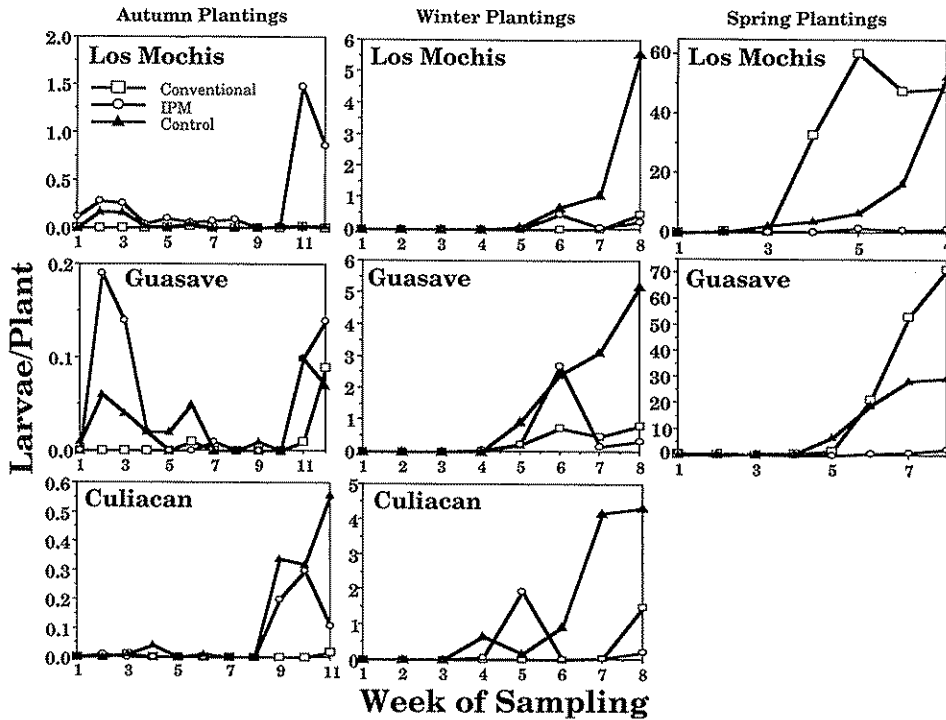 Autumn Plantings Winter Plantings Spring Plantings
Larvae/Plant
Los Mochis
Conventional
IPM
Control
2.0
1.5
1.0
0.5
0.0
1 3 5 7 9 11
Los Mochis
6
5
4
3
2
1
0
1 2 3 4 5 6 7 8
Los Mochis
60
40
20
0
1 3 5
Guasave
0.2
0.1
0.0
1 3 5 7 9 11
Guasave
6
5
4
3
2
1
0
1 2 3 4 5 6 7 8
Guasave
70
60
50
40
30
20
10
0
1 3 5 7
Culiacan
0.6
0.5
0.4
0.3
0.2
0.1
0.0
1 3 5 7 9 11
Culiacan
5
4
3
2
1
0
1 2 3 4 5 6 7 8
Week of Sampling